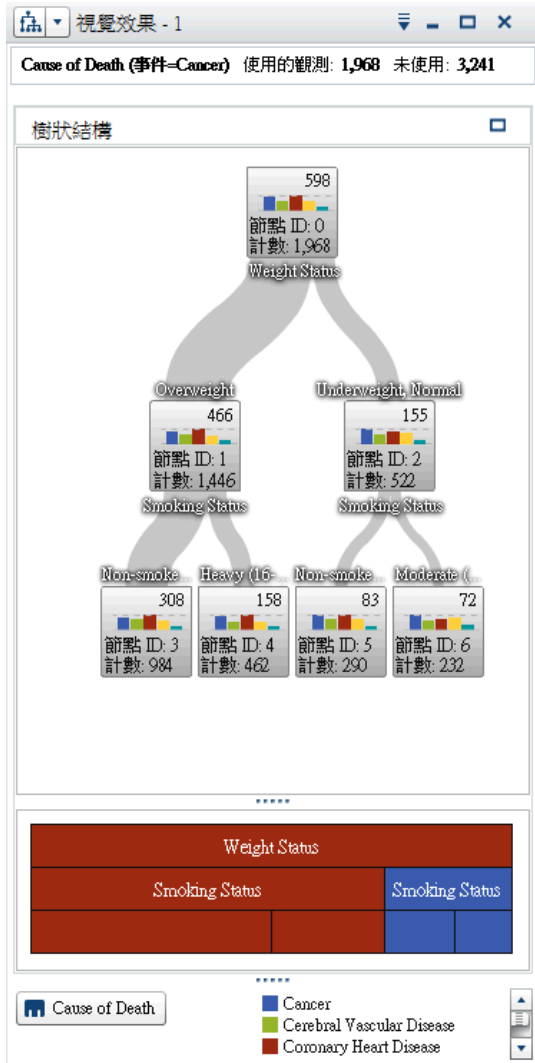 視覺效果 - 1
Cause of Death (事件=Cancer) 使用的觀測: 1,968 未使用: 3,241
樹狀結構
598
節點 ID: 0
計數: 1,968
Weight Status
Overweight
466
節點 ID: 1
計數: 1,446
Smoking Status
Underweight, Normal
155
節點 ID: 2
計數: 522
Smoking Status
Non-smoke...
308
節點 ID: 3
計數: 984
Heavy (16-...
158
節點 ID: 4
計數: 462
Non-smoke...
83
節點 ID: 5
計數: 290
Moderate (...
72
節點 ID: 6
計數: 232
Weight Status
Smoking Status
Smoking Status
Cause of Death
Cancer
Cerebral Vascular Disease
Coronary Heart Disease